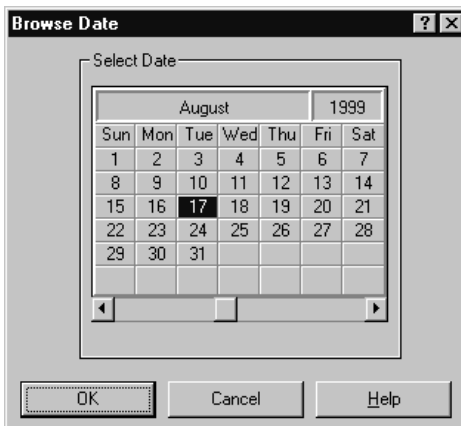 Browse Date
Select Date
August 1999
Sun Mon Tue Wed Thu Fri Sat
1 2 3 4 5 6 7
8 9 10 11 12 13 14
15 16 17 18 19 20 21
22 23 24 25 26 27 28
29 30 31
OK Cancel Help